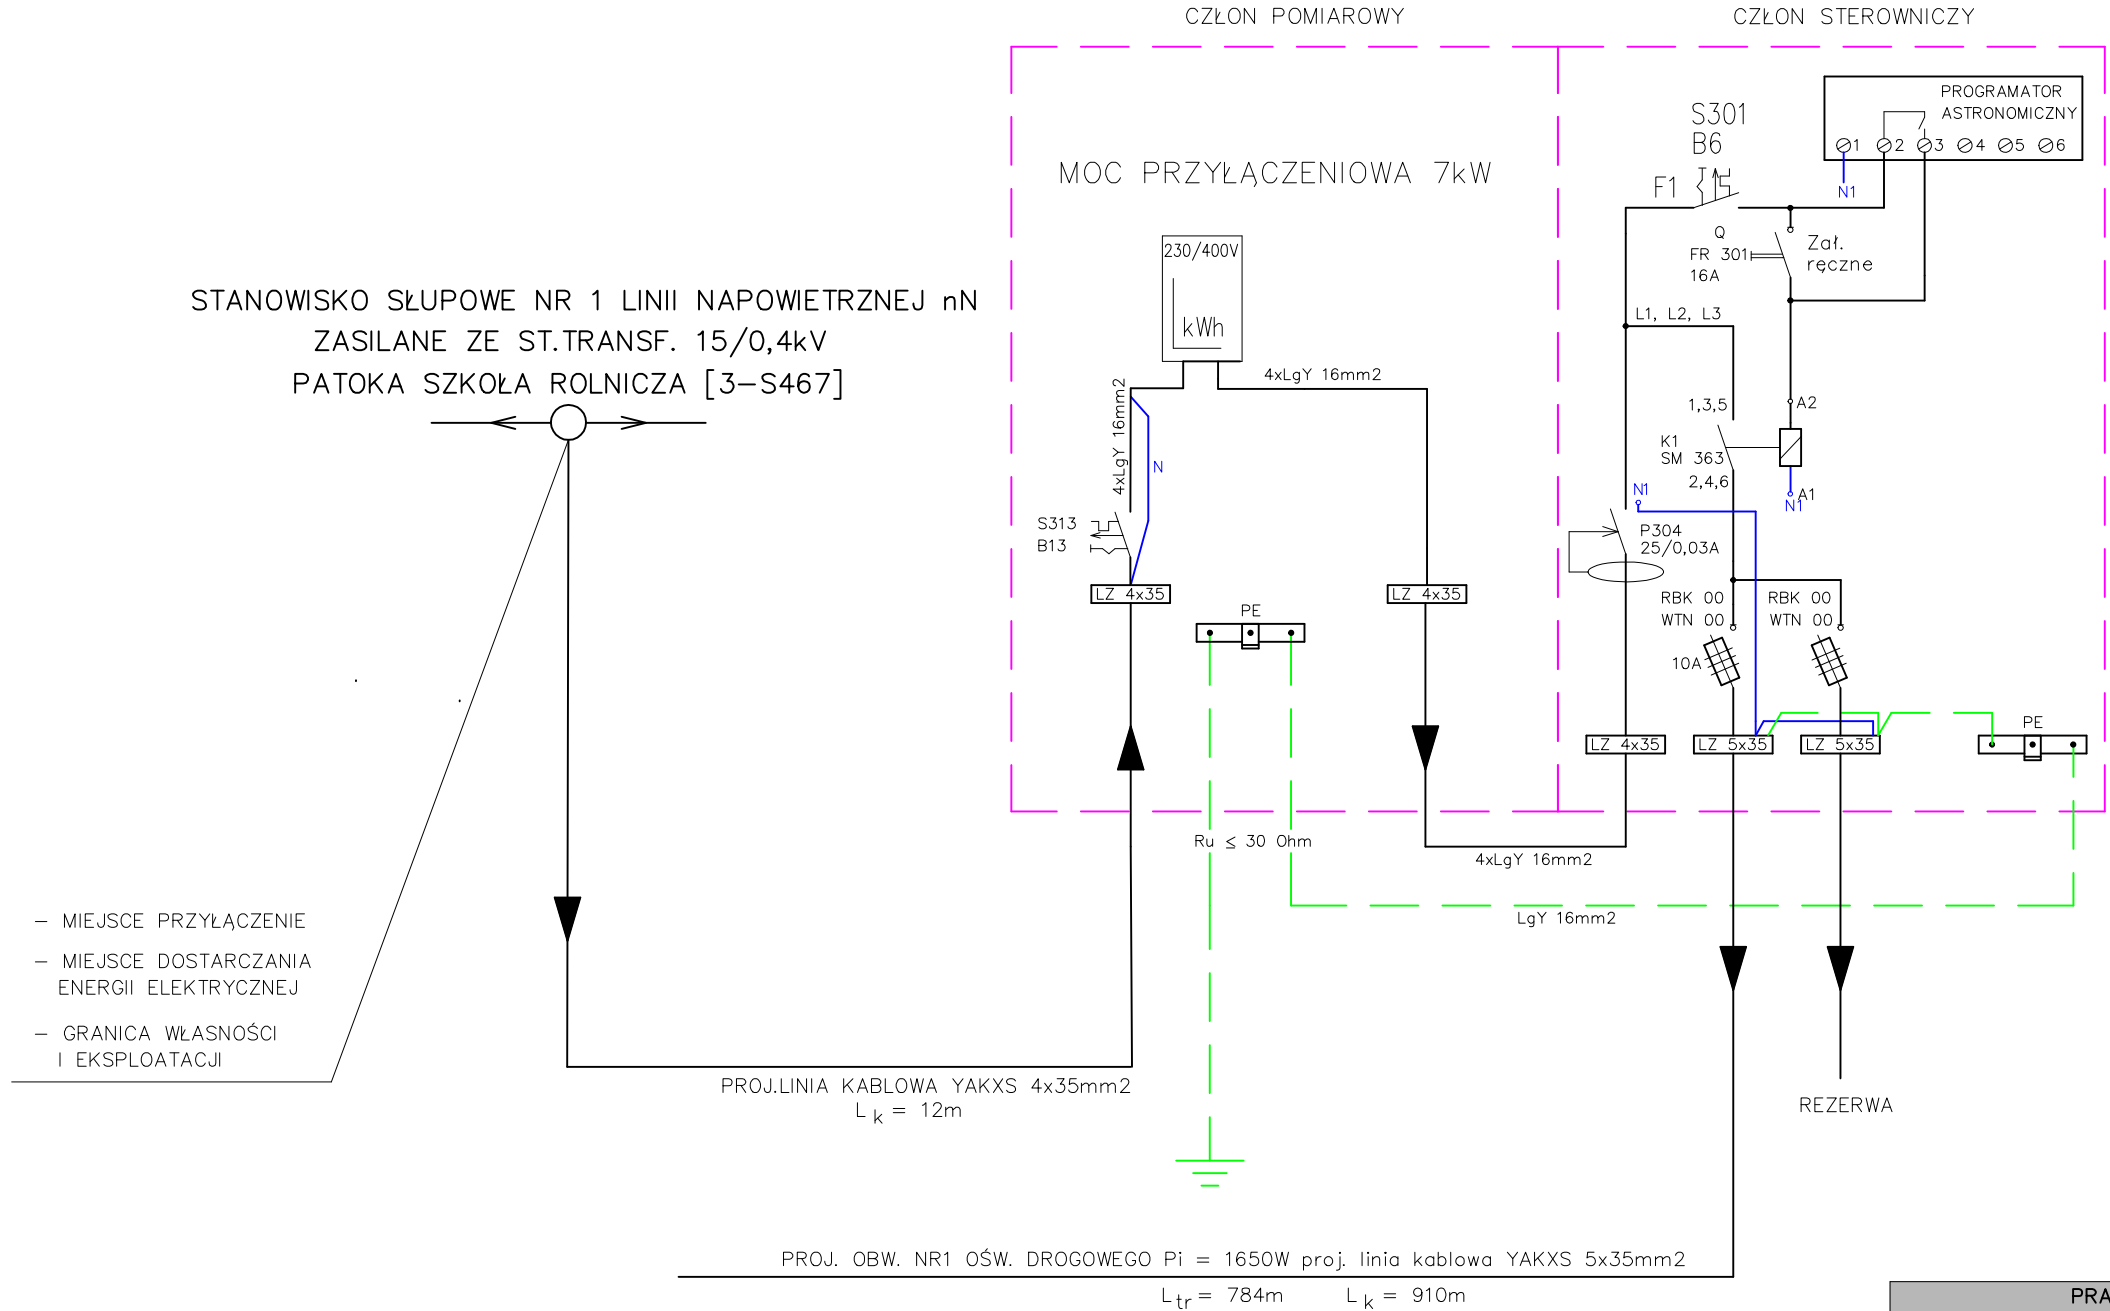 CZŁON POMIAROWY
CZŁON STEROWNICZY
PROGRAMATOR
ASTRONOMICZNY
1 2 3 4 5 6
N1
S301
B6
F1
MOC PRZYŁĄCZENIOWA 7kW
Q
FR 301
16A
Zał.
ręczne
230/400V
kWh
STANOWISKO SŁUPOWE NR 1 LINII NAPOWIETRZNEJ nN
ZASILANE ZE ST.TRANSF. 15/0,4kV
PATOKA SZKOŁA ROLNICZA [3-S467]
L1, L2, L3
4xLgY 16mm2
4xLgY 16mm2
N
1,3,5
A2
K1
SM 363
2,4,6
A1
N1
N1
S313
B13
P304
25/0,03A
LZ 4x35
LZ 4x35
PE
RBK 00
WTN 00
RBK 00
WTN 00
10A
LZ 4x35
LZ 5x35
LZ 5x35
PE
Ru ≤ 30 Ohm
4xLgY 16mm2
LgY 16mm2
– MIEJSCE PRZYŁĄCZENIE
– MIEJSCE DOSTARCZANIA
ENERGII ELEKTRYCZNEJ
– GRANICA WŁASNOŚCI
I EKSPLOATACJI
PROJ.LINIA KABLOWA YAKXS 4x35mm2
L k = 12m
REZERWA
PROJ. OBW. NR1 OŚW. DROGOWEGO Pi = 1650W proj. linia kablowa YAKXS 5x35mm2
L tr = 784m L k = 910m
PRA